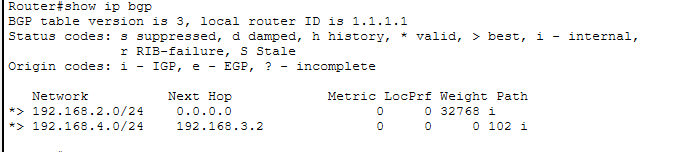 Router#show ip bgp
BGP table version is 3, local router ID is 1.1.1.1
Status codes: s suppressed, d damped, h history, * valid, > best, i - internal,
              r RIB-failure, S Stale
Origin codes: i - IGP, e - EGP, ? - incomplete
   Network          Next Hop            Metric LocPrf Weight Path
*> 192.168.2.0/24   0.0.0.0                  0     0 32768 i
*> 192.168.4.0/24    192.168.3.2             0     0     0 102 i